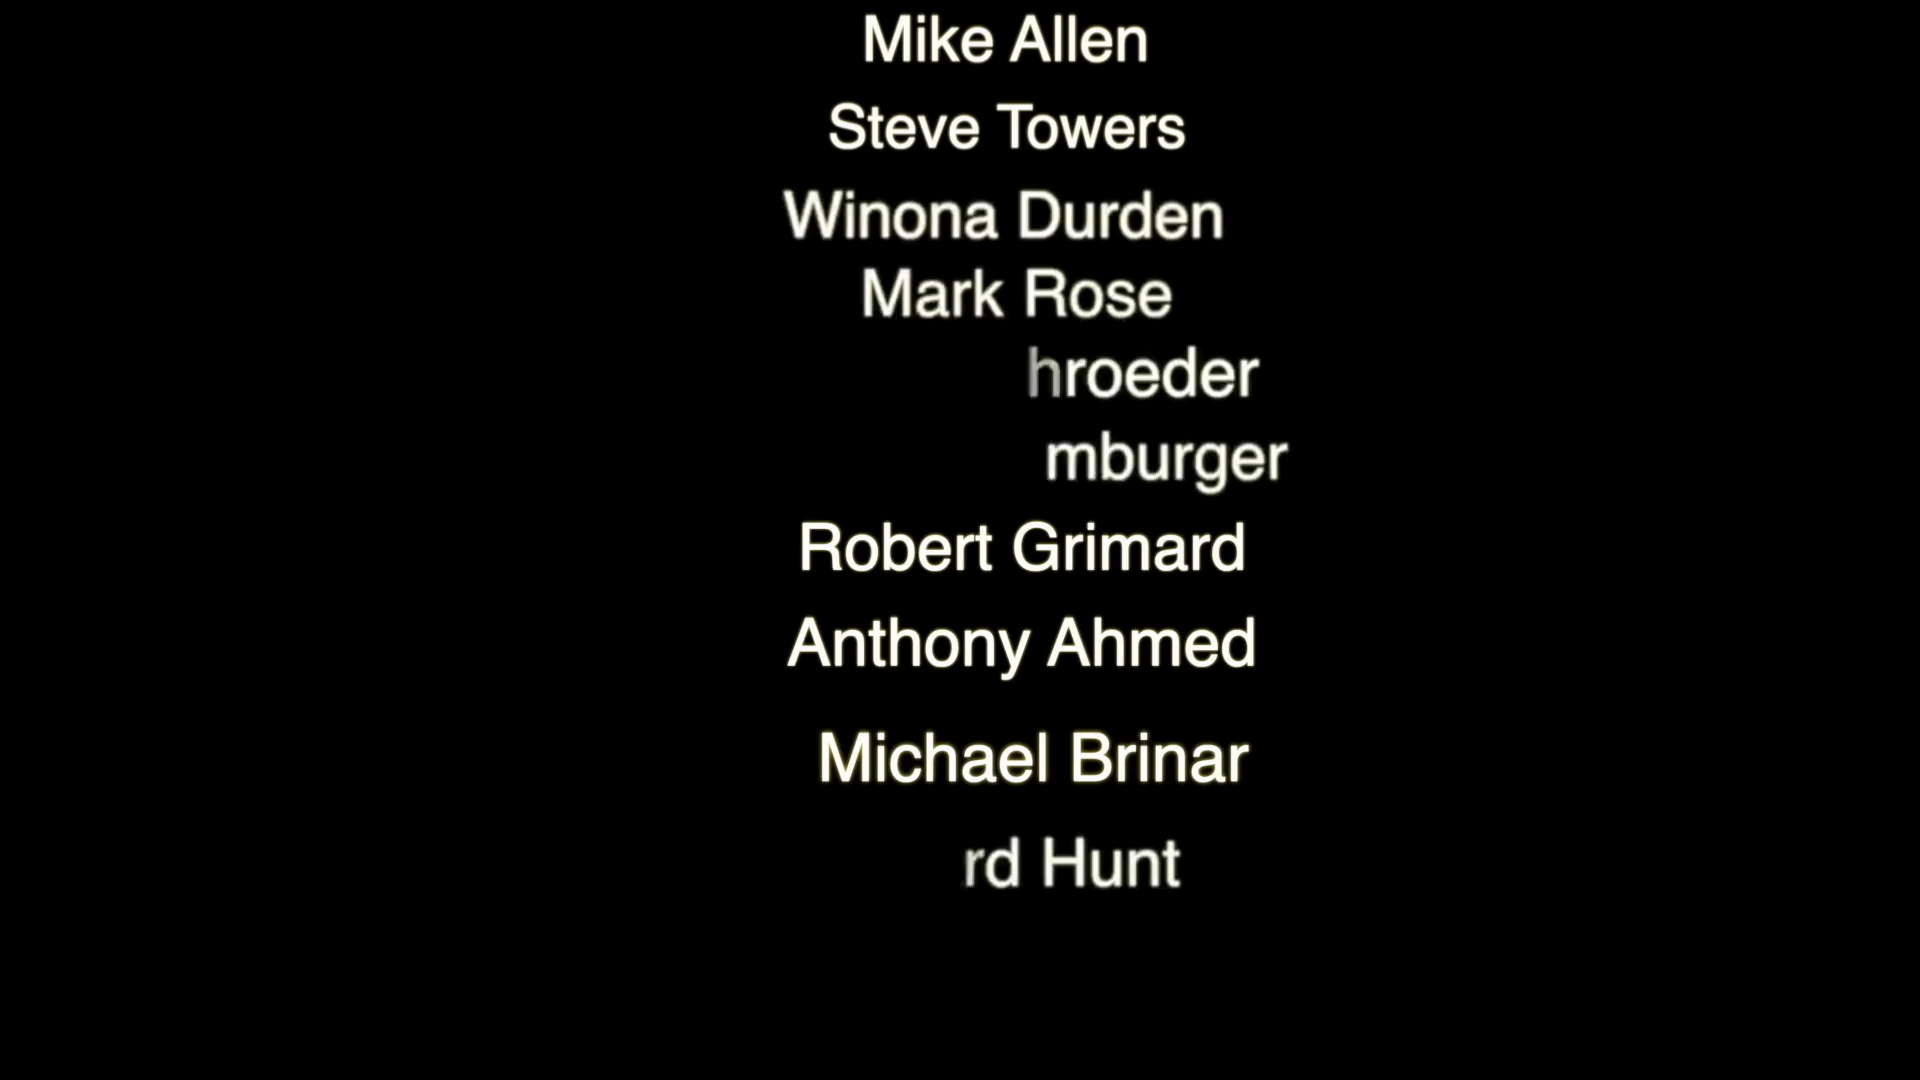 Mike Allen
Steve Towers
Winona Durden
Mark Rose
hroeder
mburger
Robert Grimard
Anthony Ahmed
Michael Brinar
rd Hunt